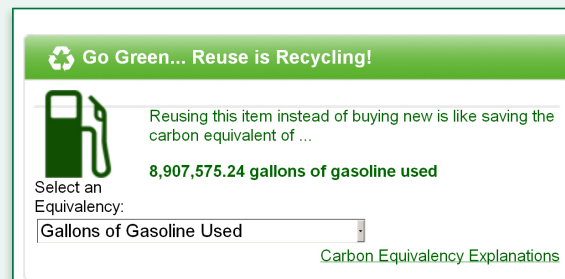 Go Green... Reuse is Recycling!
Reusing this item instead of buying new is like saving the
carbon equivalent of ...
8,907,575.24 gallons of gasoline used
Select an
Equivalency:
Gallons of Gasoline Used
Carbon Equivalency Explanations